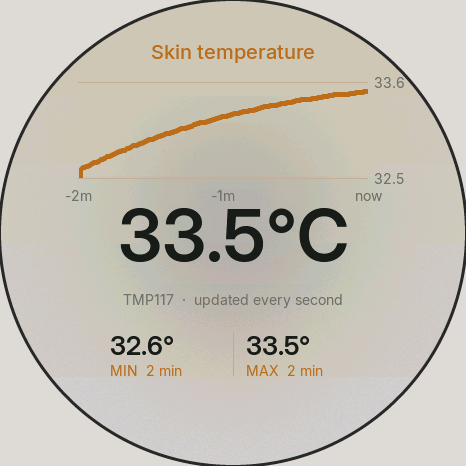 Skin temperature
33.6
32.5
-2m -1m now
33.5°C
TMP117 · updated every second
32.6° 33.5°
MIN 2 min MAX 2 min